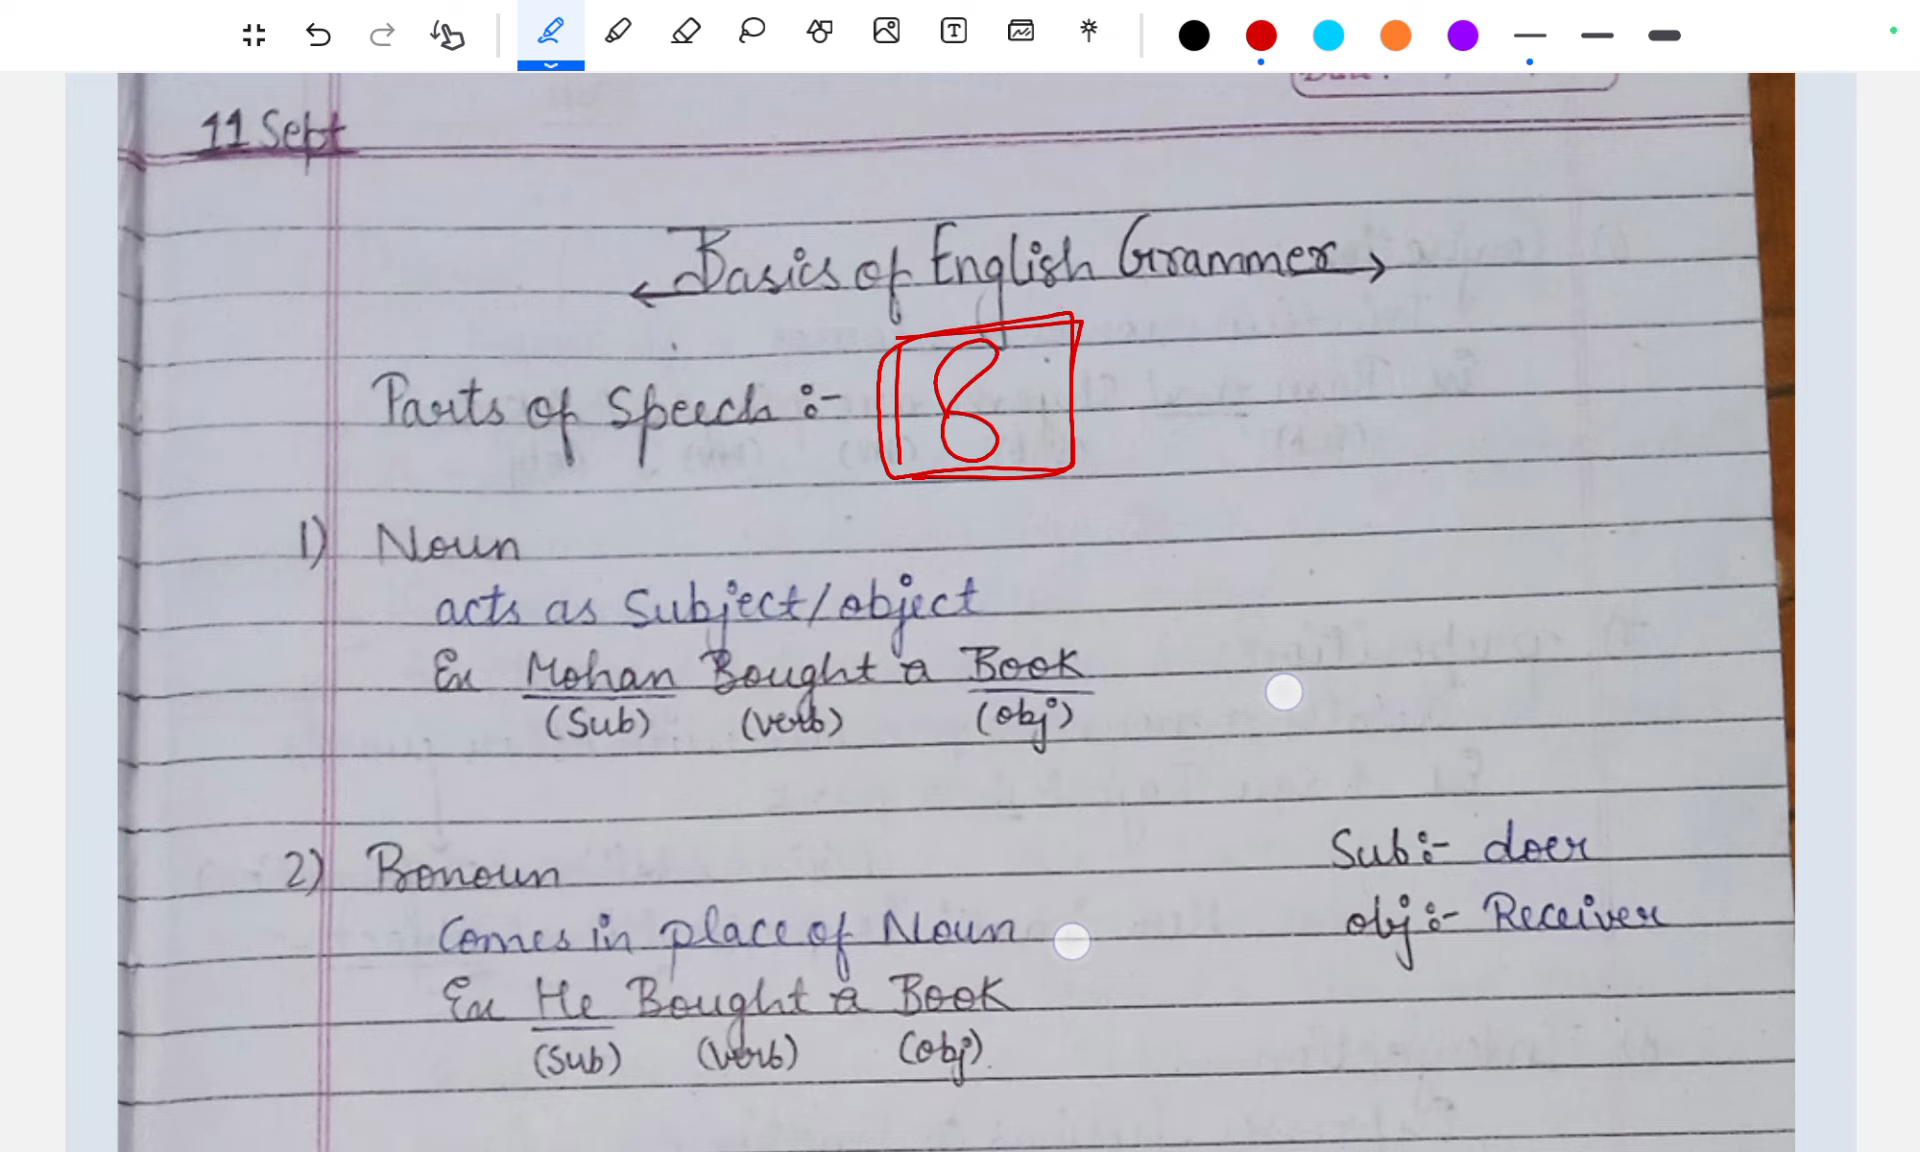 11 Sept
Basics of English Grammer
Parts of Speech :- 8
1) Noun
acts as Subject/object
Ex Mohan Bought a Book
(Sub) (verb) (obj)
2) Pronoun
Comes in place of Noun
Ex He Bought a Book
(Sub) (verb) (obj)
Sub :- doer
obj :- Receiver